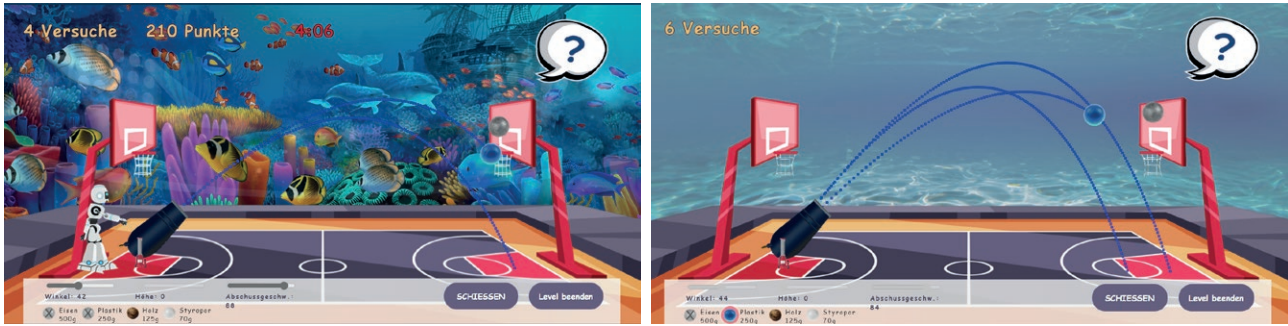 4 Versuche 210 Punkte 4:06
?
Winkel: 42 Höhe: 0 Abschussgeschw.:
88
SCHIESSEN Level beenden
Eisen Plastik Holz Styropor
500g 250g 125g 70g
6 Versuche
?
Winkel: 44 Höhe: 0 Abschussgeschw.:
84
SCHIESSEN Level beenden
Eisen Plastik Holz Styropor
500g 250g 125g 70g